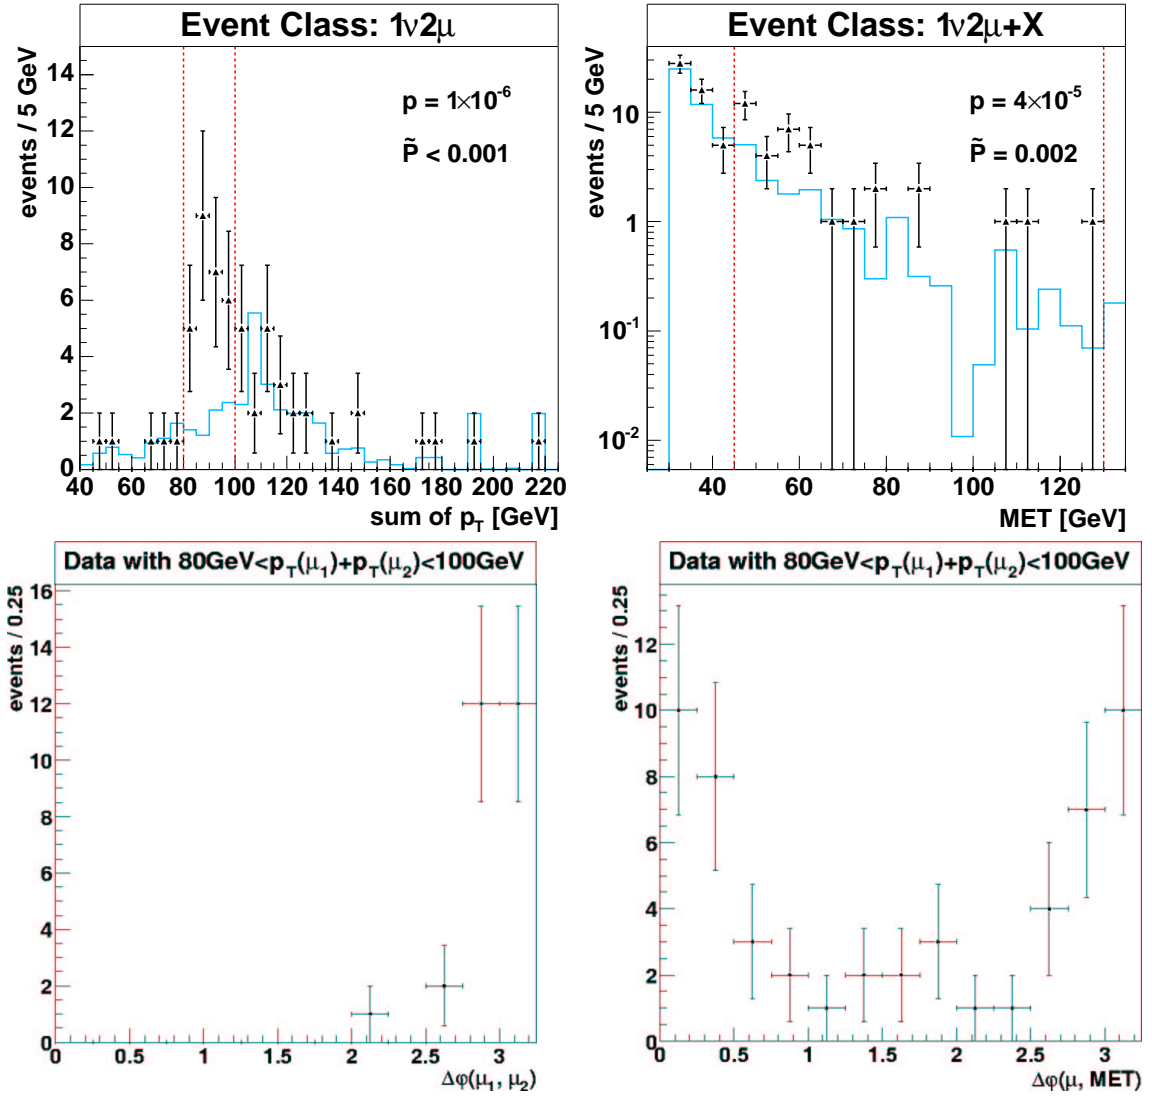 Event Class: 1ν2μ
events / 5 GeV
14
12
10
8
6
4
2
0
p = 1×10⁻⁶
P̃ < 0.001
40 60 80 100 120 140 160 180 200 220
sum of p_T [GeV]
Event Class: 1ν2μ+X
events / 5 GeV
10
1
10⁻¹
10⁻²
p = 4×10⁻⁵
P̃ = 0.002
40 60 80 100 120
MET [GeV]
Data with 80GeV<p_T(μ₁)+p_T(μ₂)<100GeV
events / 0.25
16
14
12
10
8
6
4
2
0
0 0.5 1 1.5 2 2.5 3
Δφ(μ₁, μ₂)
Data with 80GeV<p_T(μ₁)+p_T(μ₂)<100GeV
events / 0.25
12
10
8
6
4
2
0
0 0.5 1 1.5 2 2.5 3
Δφ(μ, MET)